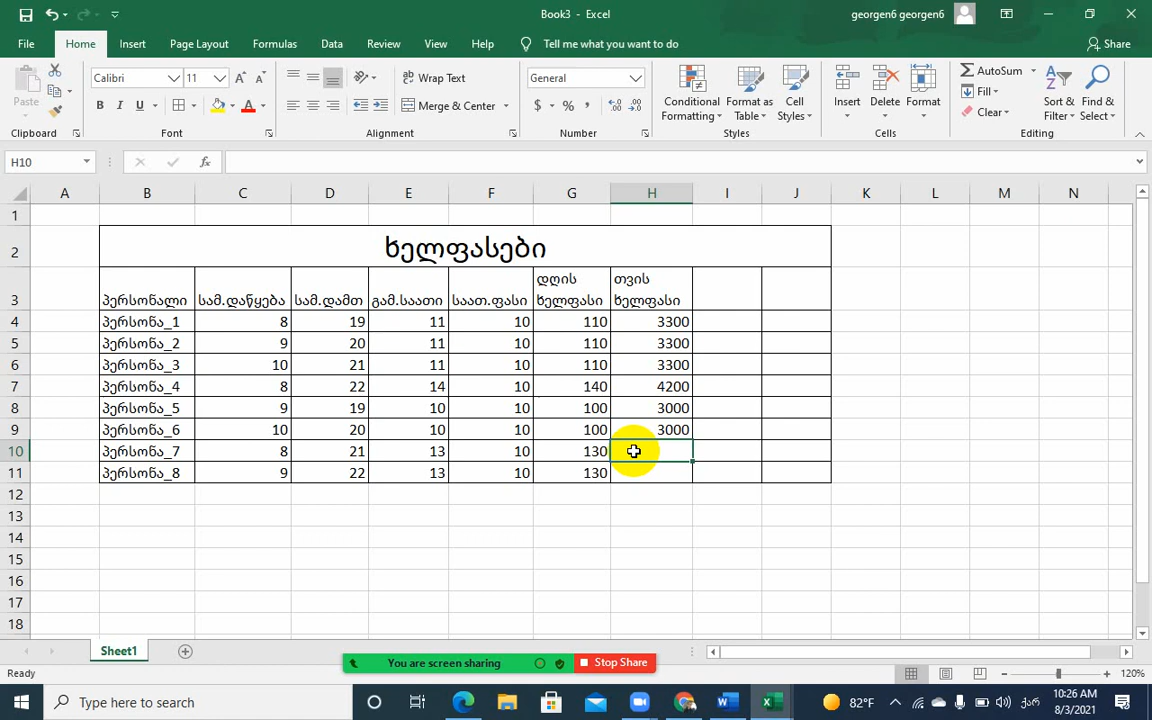 Book3 - Excel
georgen6 georgen6
File Home Insert Page Layout Formulas Data Review View Help Tell me what you want to do Share
Paste
Calibri 11
B I U
Wrap Text
Merge & Center
General
$ % ,
Conditional Formatting
Format as Table
Cell Styles
Insert Delete Format
AutoSum
Fill
Clear
Sort & Filter
Find & Select
Clipboard Font Alignment Number Styles Cells Editing
H10 fx
A B C D E F G H I J K L M N
1
2 ხელფასები
3 პერსონალი სამ.დაწყება სამ.დამთ გამ.საათი საათ.ფასი დღის ხელფასი თვის ხელფასი
4 პერსონა_1 8 19 11 10 110 3300
5 პერსონა_2 9 20 11 10 110 3300
6 პერსონა_3 10 21 11 10 110 3300
7 პერსონა_4 8 22 14 10 140 4200
8 პერსონა_5 9 19 10 10 100 3000
9 პერსონა_6 10 20 10 10 100 3000
10 პერსონა_7 8 21 13 10 130
11 პერსონა_8 9 22 13 10 130
12
13
14
15
16
17
18
Sheet1
You are screen sharing Stop Share
Ready 120%
Type here to search
82°F
ქარ
10:26 AM
8/3/2021